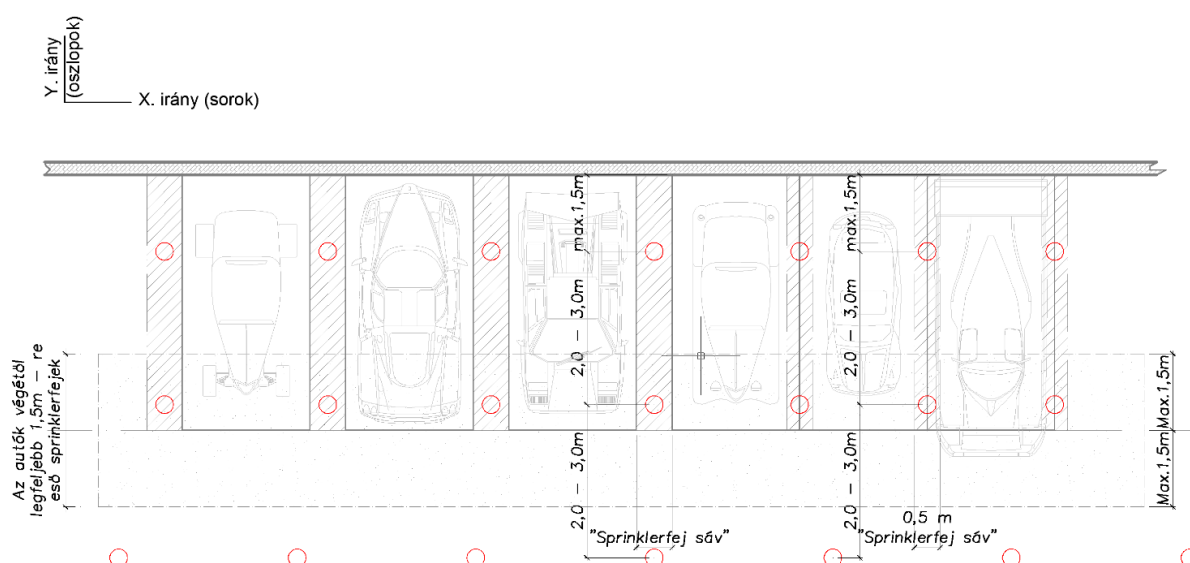 Y. irány
(oszlopok)
X. irány (sorok)
max.1,5m
max.1,5m
2,0 – 3,0m
2,0 – 3,0m
Az autók végétől
legfeljebb 1,5m – re
eső sprinklerfejek
Max.1,5m
Max.1,5m
2,0 – 3,0m
2,0 – 3,0m
0,5 m
"Sprinklerfej sáv"
"Sprinklerfej sáv"